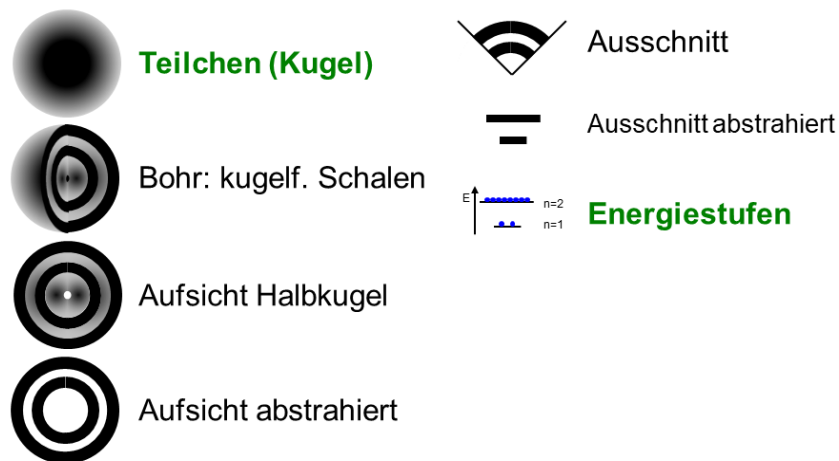 Teilchen (Kugel)
Bohr: kugelf. Schalen
Aufsicht Halbkugel
Aufsicht abstrahiert
Ausschnitt
Ausschnitt abstrahiert
E
n=2
n=1
Energiestufen